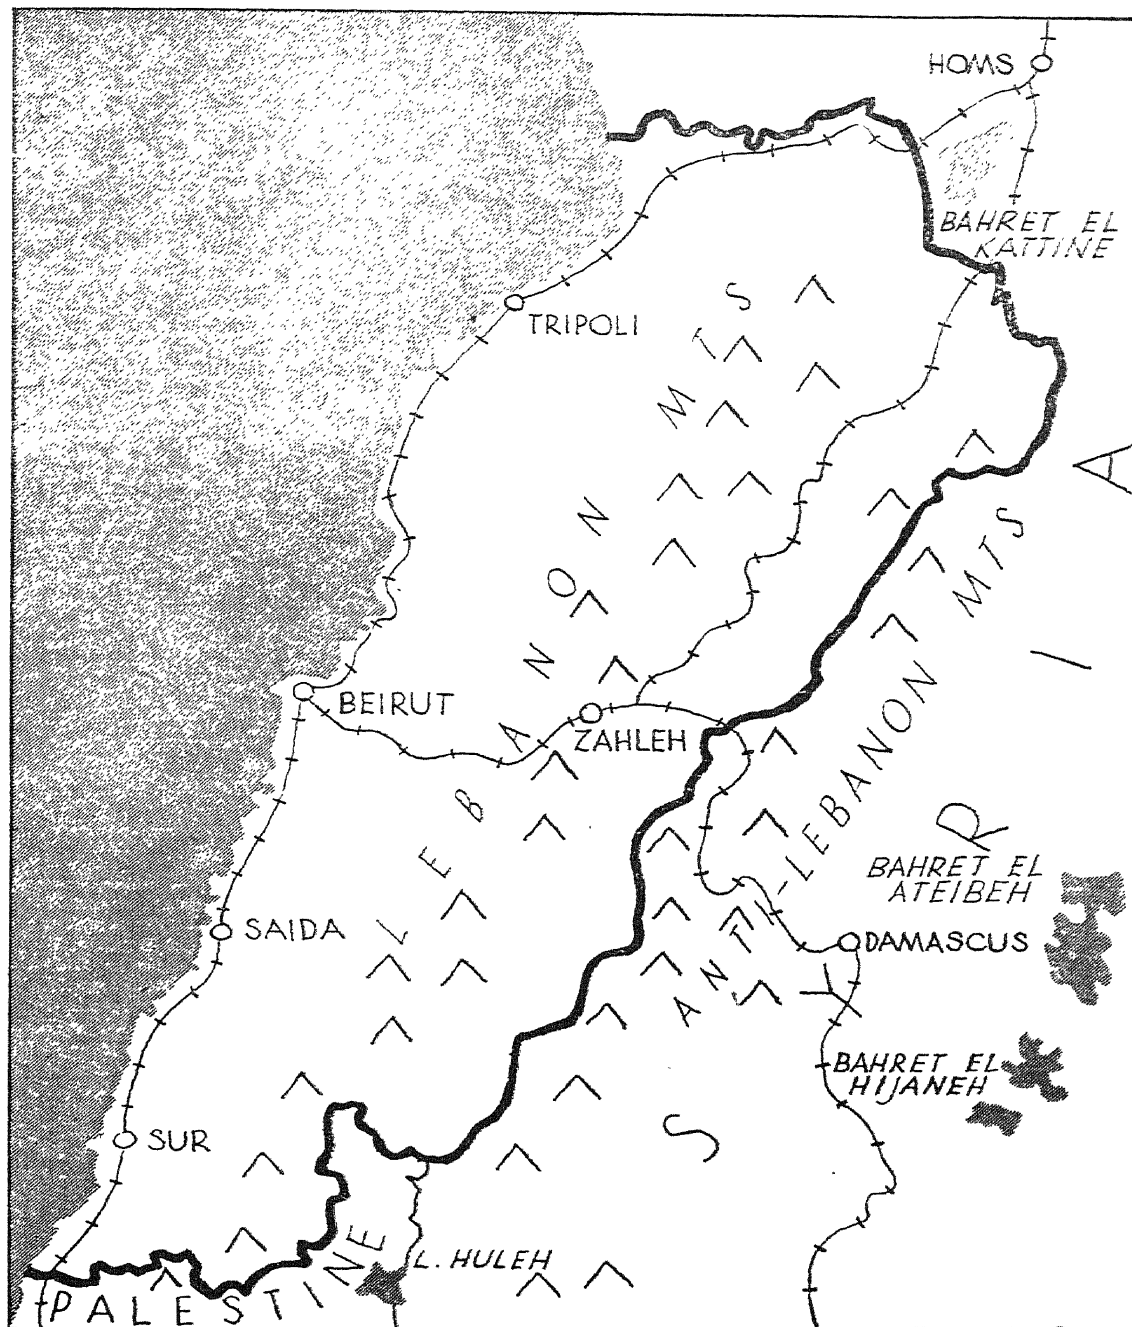 HOMS
BAHRET EL
KATTINE
TRIPOLI
LEBANON MTS
BEIRUT
ZAHLEH
ANTI-LEBANON MTS
SYRIA
BAHRET EL
ATEIBEH
SAIDA
DAMASCUS
BAHRET EL
HIJANEH
SUR
L. HULEH
PALESTINE